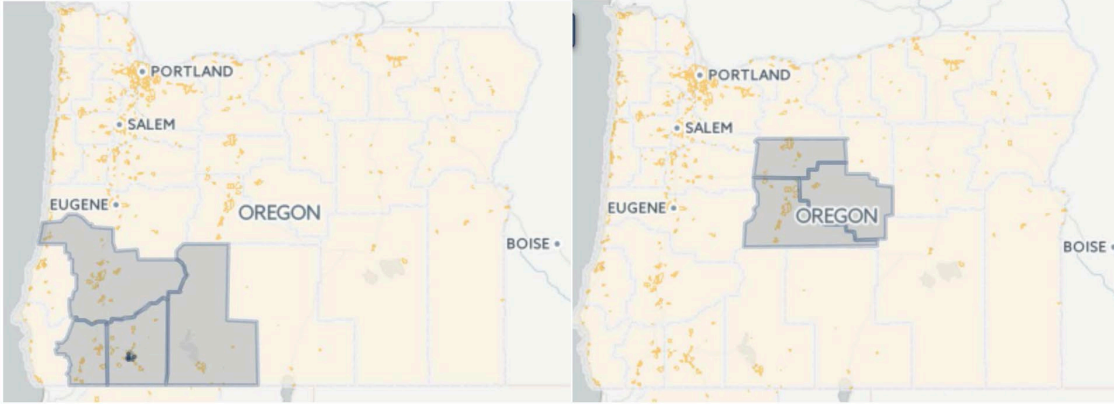 PORTLAND
SALEM
EUGENE
OREGON
BOISE
PORTLAND
SALEM
EUGENE
OREGON
BOISE